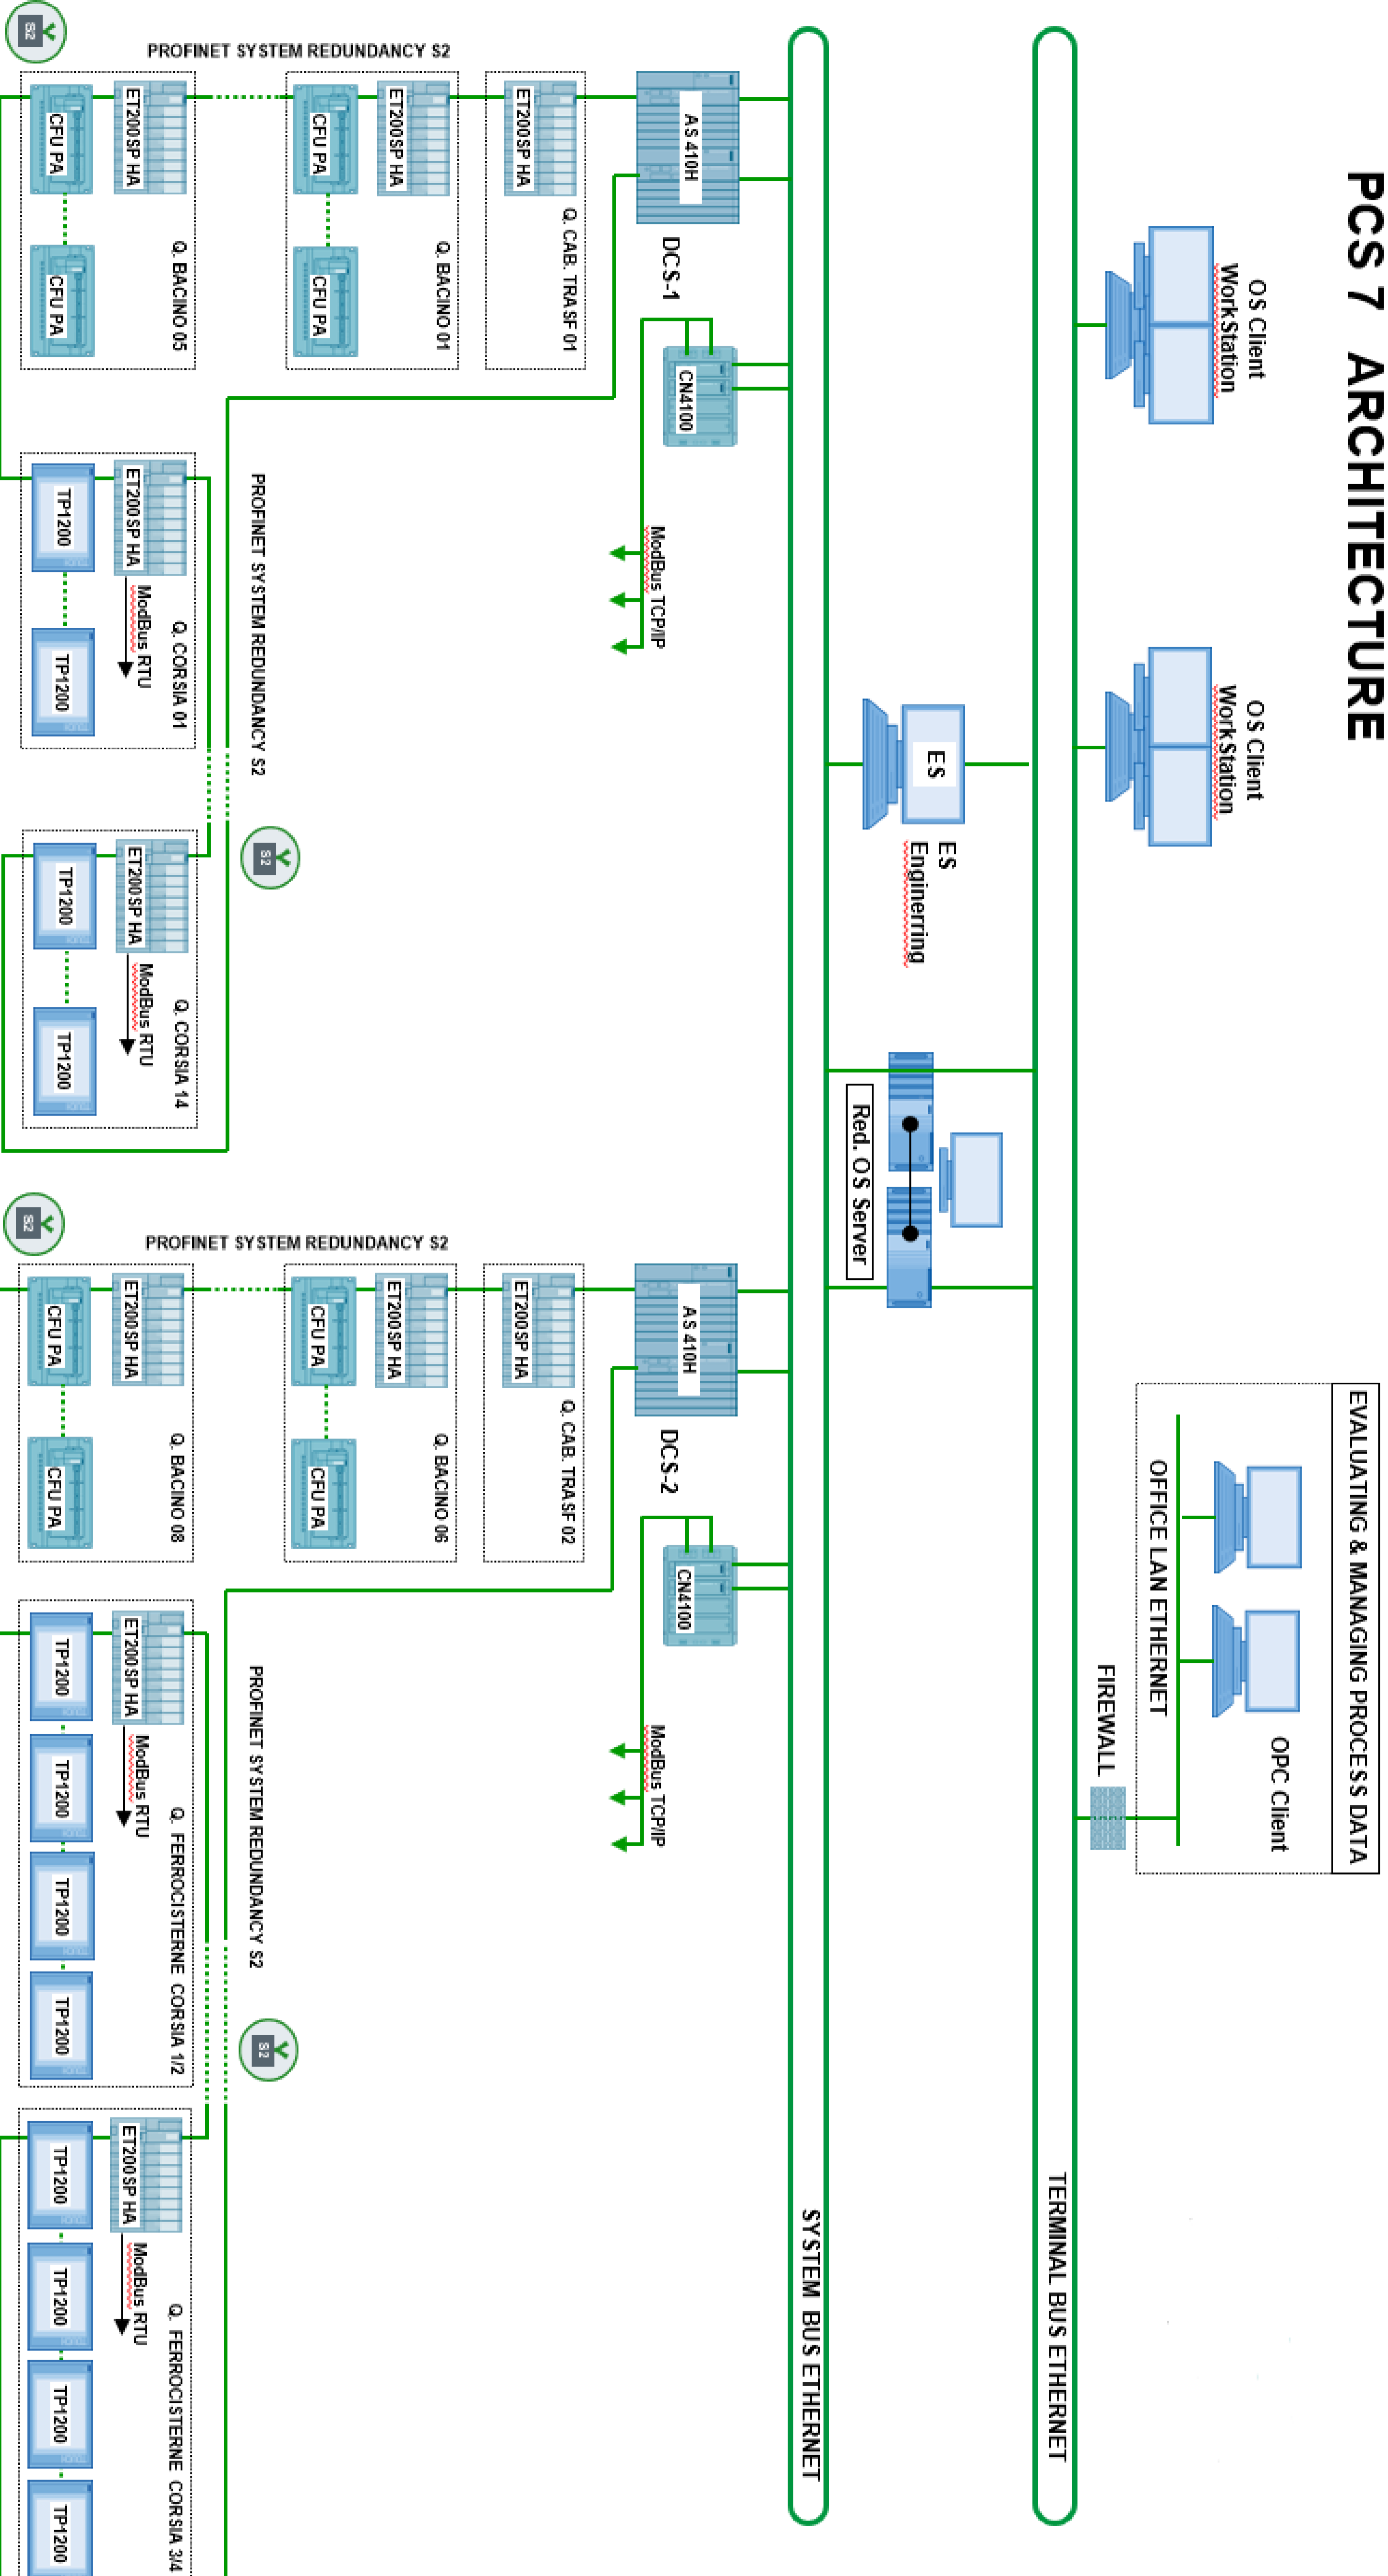 PCS 7 ARCHITECTURE
OS Client
WorkStation
OS Client
WorkStation
EVALUATING & MANAGING PROCESS DATA
OPC Client
OFFICE LAN ETHERNET
FIREWALL
TERMINAL BUS ETHERNET
ES
ES
Enginerring
Red. OS Server
SYSTEM BUS ETHERNET
AS 410H
DCS-1
CN4100
ModBus TCP/IP
AS 410H
DCS-2
CN4100
ModBus TCP/IP
ET200SP HA
Q. CAB. TRASF 01
ET200SP HA
Q. BACINO 01
CFU PA
CFU PA
PROFINET SYSTEM REDUNDANCY S2
ET200SP HA
Q. BACINO 05
CFU PA
CFU PA
S2
PROFINET SYSTEM REDUNDANCY S2
S2
Q. CORSIA 01
ET200SP HA
ModBus RTU
TP1200
TP1200
Q. CORSIA 14
ET200SP HA
ModBus RTU
TP1200
TP1200
ET200SP HA
Q. CAB. TRASF 02
ET200SP HA
Q. BACINO 06
CFU PA
CFU PA
PROFINET SYSTEM REDUNDANCY S2
ET200SP HA
Q. BACINO 08
CFU PA
CFU PA
S2
PROFINET SYSTEM REDUNDANCY S2
S2
Q. FERROCISTERNE CORSIA 1/2
ET200SP HA
ModBus RTU
TP1200
TP1200
TP1200
TP1200
Q. FERROCISTERNE CORSIA 3/4
ET200SP HA
ModBus RTU
TP1200
TP1200
TP1200
TP1200